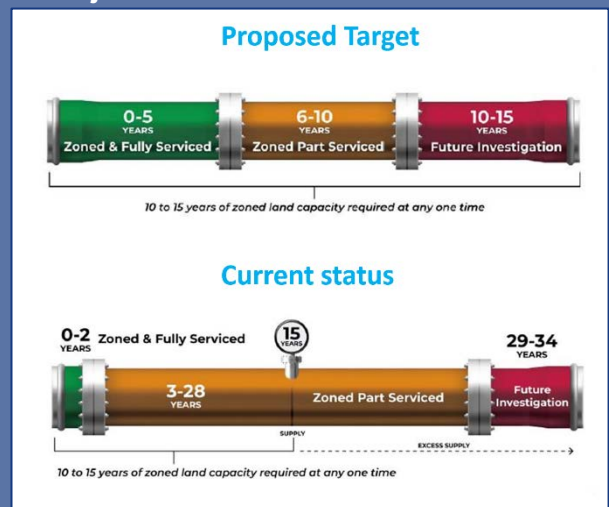 Proposed Target
0-5
YEARS
Zoned & Fully Serviced
6-10
YEARS
Zoned Part Serviced
10-15
YEARS
Future Investigation
10 to 15 years of zoned land capacity required at any one time
Current status
0-2
YEARS
Zoned & Fully Serviced
15
YEARS
29-34
YEARS
3-28
YEARS
Zoned Part Serviced
Future
Investigation
SUPPLY
EXCESS SUPPLY
10 to 15 years of zoned land capacity required at any one time